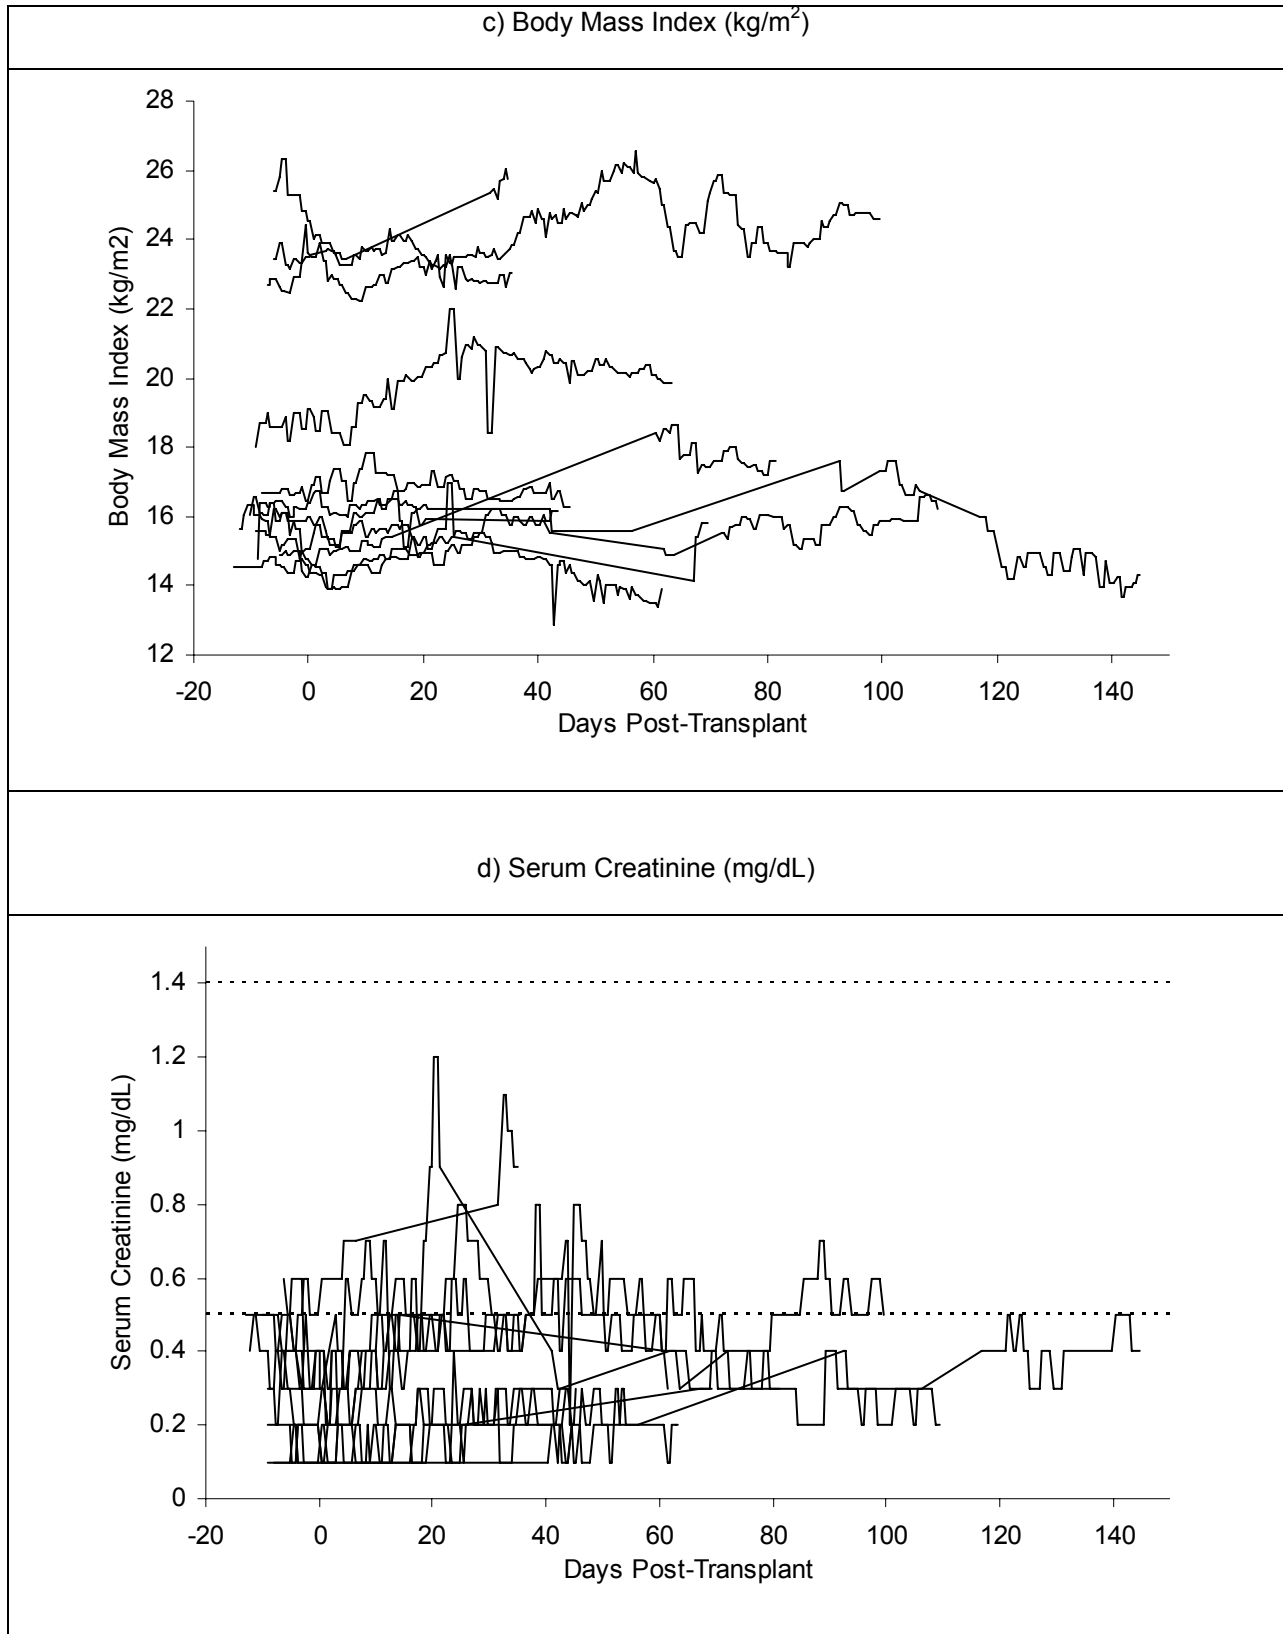 c) Body Mass Index (kg/m²)
28
26
24
22
20
18
16
14
12
Body Mass Index (kg/m2)
-20 0 20 40 60 80 100 120 140
Days Post-Transplant
d) Serum Creatinine (mg/dL)
1.4
1.2
1
0.8
0.6
0.4
0.2
0
Serum Creatinine (mg/dL)
-20 0 20 40 60 80 100 120 140
Days Post-Transplant